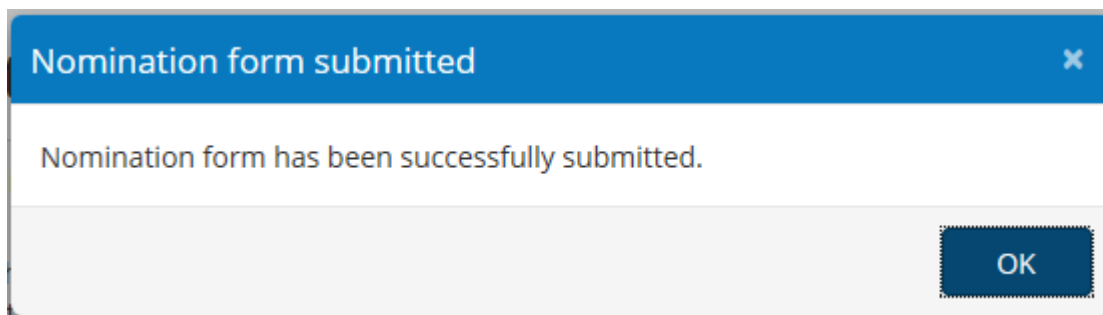 Nomination form submitted
Nomination form has been successfully submitted.
OK